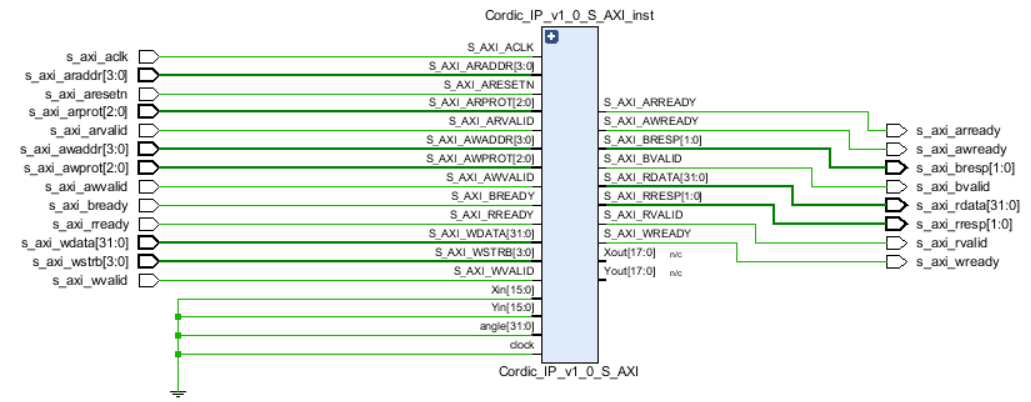 Cordic_IP_v1_0_S_AXI_inst
s_axi_aclk
s_axi_araddr[3:0]
s_axi_aresetn
s_axi_arprot[2:0]
s_axi_arvalid
s_axi_awaddr[3:0]
s_axi_awprot[2:0]
s_axi_awvalid
s_axi_bready
s_axi_rready
s_axi_wdata[31:0]
s_axi_wstrb[3:0]
s_axi_wvalid
S_AXI_ACLK
S_AXI_ARADDR[3:0]
S_AXI_ARESETN
S_AXI_ARPROT[2:0]
S_AXI_ARVALID
S_AXI_AWADDR[3:0]
S_AXI_AWPROT[2:0]
S_AXI_AWVALID
S_AXI_BREADY
S_AXI_RREADY
S_AXI_WDATA[31:0]
S_AXI_WSTRB[3:0]
S_AXI_WVALID
Xin[15:0]
Yin[15:0]
angle[31:0]
clock
S_AXI_ARREADY
S_AXI_AWREADY
S_AXI_BRESP[1:0]
S_AXI_BVALID
S_AXI_RDATA[31:0]
S_AXI_RRESP[1:0]
S_AXI_RVALID
S_AXI_WREADY
Xout[17:0] n/c
Yout[17:0] n/c
s_axi_arready
s_axi_awready
s_axi_bresp[1:0]
s_axi_bvalid
s_axi_rdata[31:0]
s_axi_rresp[1:0]
s_axi_rvalid
s_axi_wready
Cordic_IP_v1_0_S_AXI